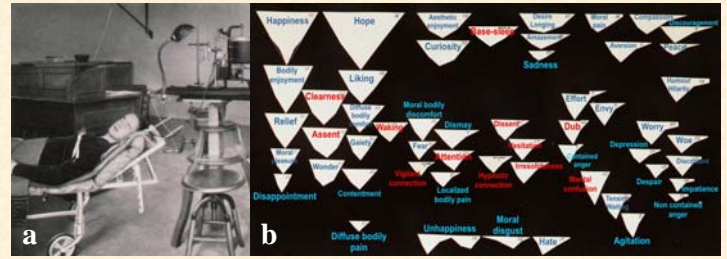 a
b
Happiness
Hope
Aesthetic
enjoyment
Base-sleep
Desire
Longing
Moral
pain
Compassion
Discouragement
Curiosity
Amazement
Sadness
Aversion
Peace
Bodily
enjoyment
Liking
Humour
Hilarity
Clearness
Diffuse
bodily
Moral bodily
discomfort
Effort
Envy
Relief
Assent
Waking
Gaiety
Fear
Dismay
Dissent
Hesitation
Dub
Worry
Woe
Moral
pleasure
Wonder
Vigilant
connection
Attention
Hypnotic
connection
Irresoluteness
Contained
anger
Depression
Discontent
Mental
confusion
Despair
Impatience
Disappointment
Contentment
Localized
bodily pain
Non contained
anger
Diffuse bodily
pain
Unhappiness
Moral
disgust
Hate
Agitation